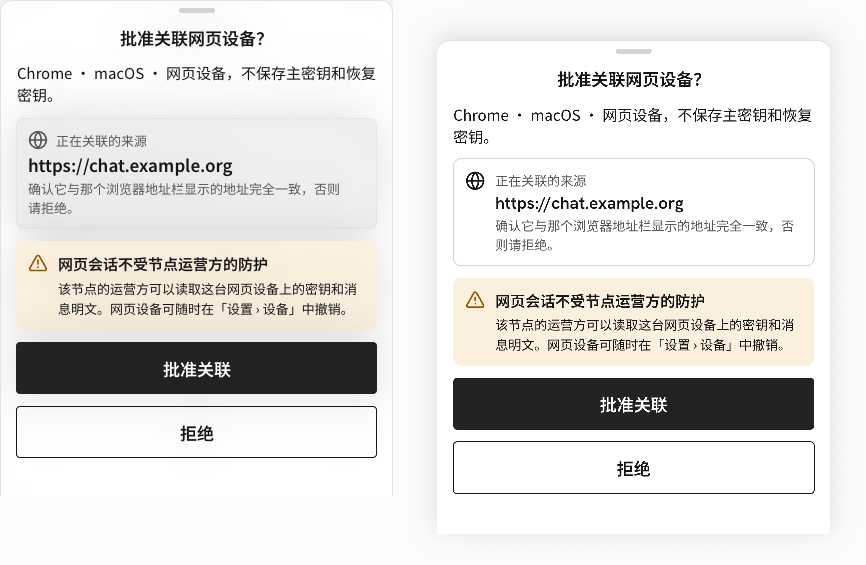 批准关联网页设备？
Chrome · macOS · 网页设备，不保存主密钥和恢复
密钥。
正在关联的来源
https://chat.example.org
确认它与那个浏览器地址栏显示的地址完全一致，否则
请拒绝。
网页会话不受节点运营方的防护
该节点的运营方可以读取这台网页设备上的密钥和消
息明文。网页设备可随时在「设置 › 设备」中撤销。
批准关联
拒绝
批准关联网页设备？
Chrome · macOS · 网页设备，不保存主密钥和恢复
密钥。
正在关联的来源
https://chat.example.org
确认它与那个浏览器地址栏显示的地址完全一致，否
则请拒绝。
网页会话不受节点运营方的防护
该节点的运营方可以读取这台网页设备上的密钥和消
息明文。网页设备可随时在「设置 › 设备」中撤销。
批准关联
拒绝